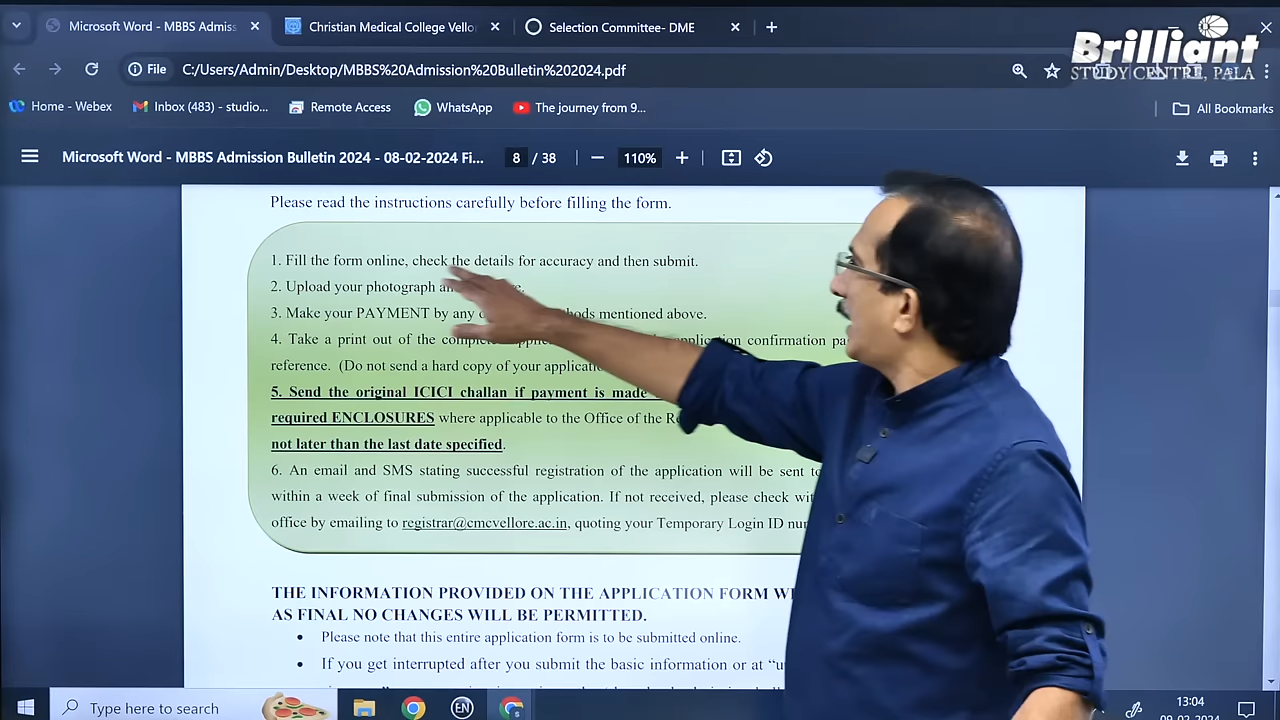 Microsoft Word - MBBS Admiss
Christian Medical College Vello
Selection Committee- DME
Brilliant
STUDY CENTRE, PALA
File
C:/Users/Admin/Desktop/MBBS%20Admission%20Bulletin%202024.pdf
Home - Webex
Inbox (483) - studio...
Remote Access
WhatsApp
The journey from 9...
All Bookmarks
Microsoft Word - MBBS Admission Bulletin 2024 - 08-02-2024 Fi...
8 / 38
110%
Please read the instructions carefully before filling the form.
1. Fill the form online, check the details for accuracy and then submit.
2. Upload your photograph
3. Make your PAYMENT by any mentioned above.
4. Take a print out of the application confirmation
reference. (Do not send a hard copy of your
5. Send the original ICICI challan if payment is made
required ENCLOSURES where applicable to the Office of the
not later than the last date specified.
6. An email and SMS stating successful registration of the application will be sent
within a week of final submission of the application. If not received, please check
office by emailing to registrar@cmcvellore.ac.in, quoting your Temporary Login ID
THE INFORMATION PROVIDED ON THE APPLICATION FORM
AS FINAL NO CHANGES WILL BE PERMITTED.
• Please note that this entire application form is to be submitted online.
• If you get interrupted after you submit the basic information or at
Type here to search
EN
13:04
09-02-2024